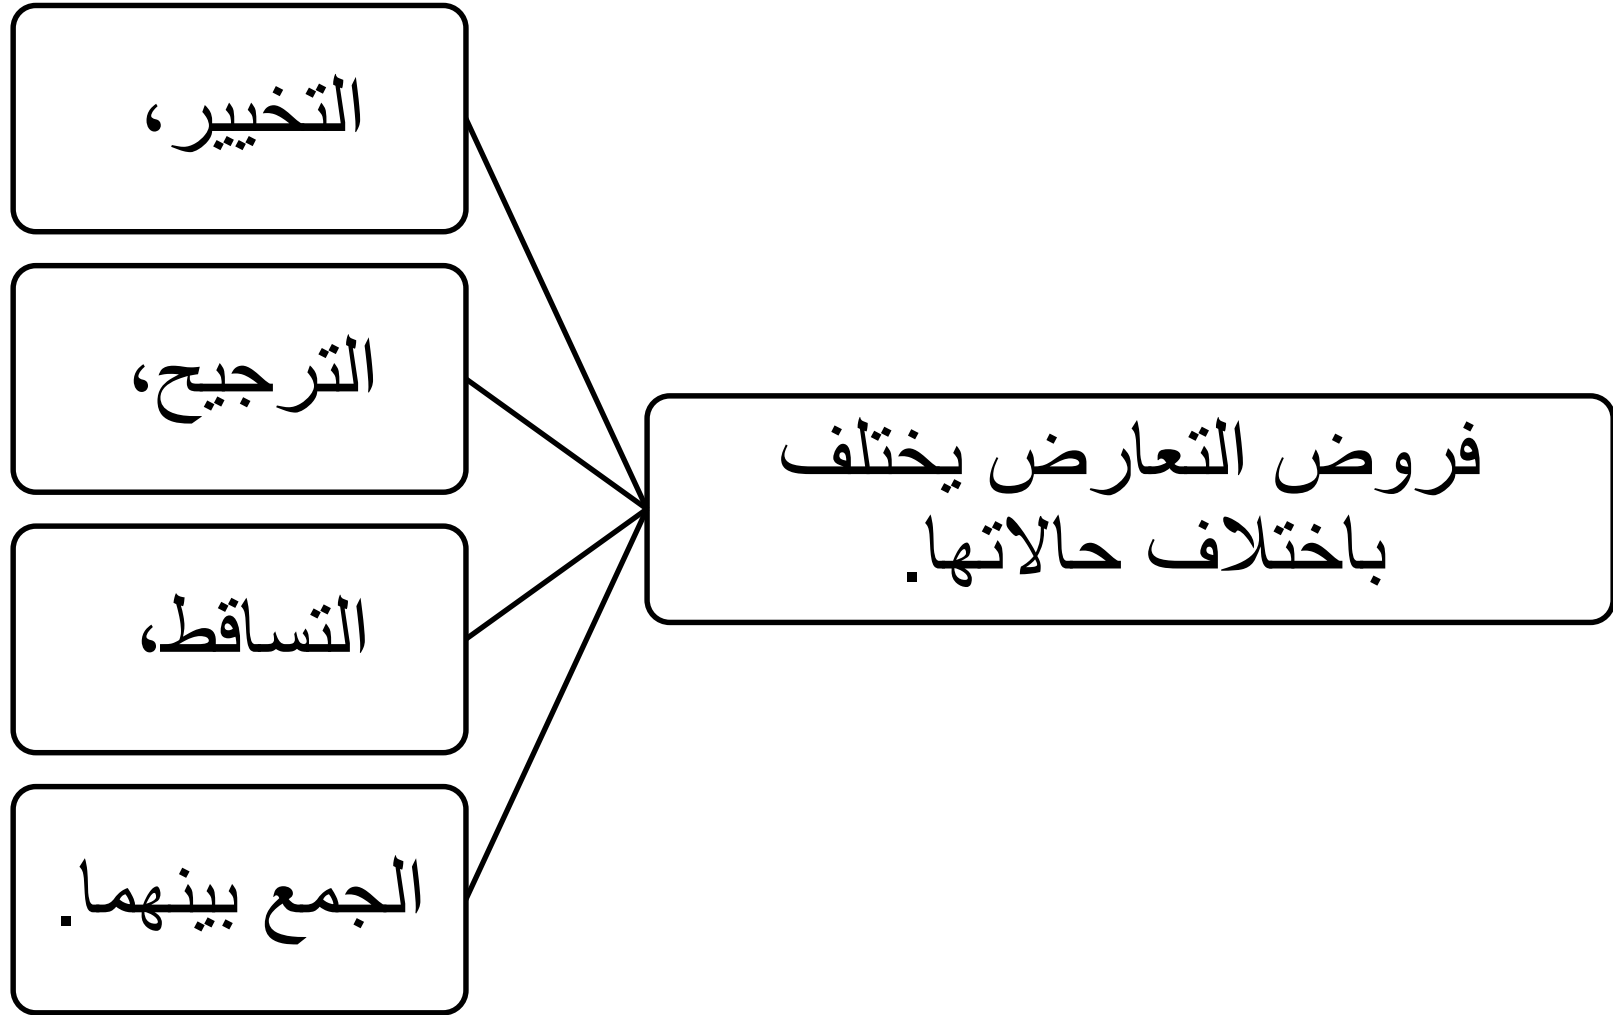 فروض التعارض يختلف
باختلاف حالاتها.
التخيير،
الترجيح،
التساقط،
الجمع بينهما.